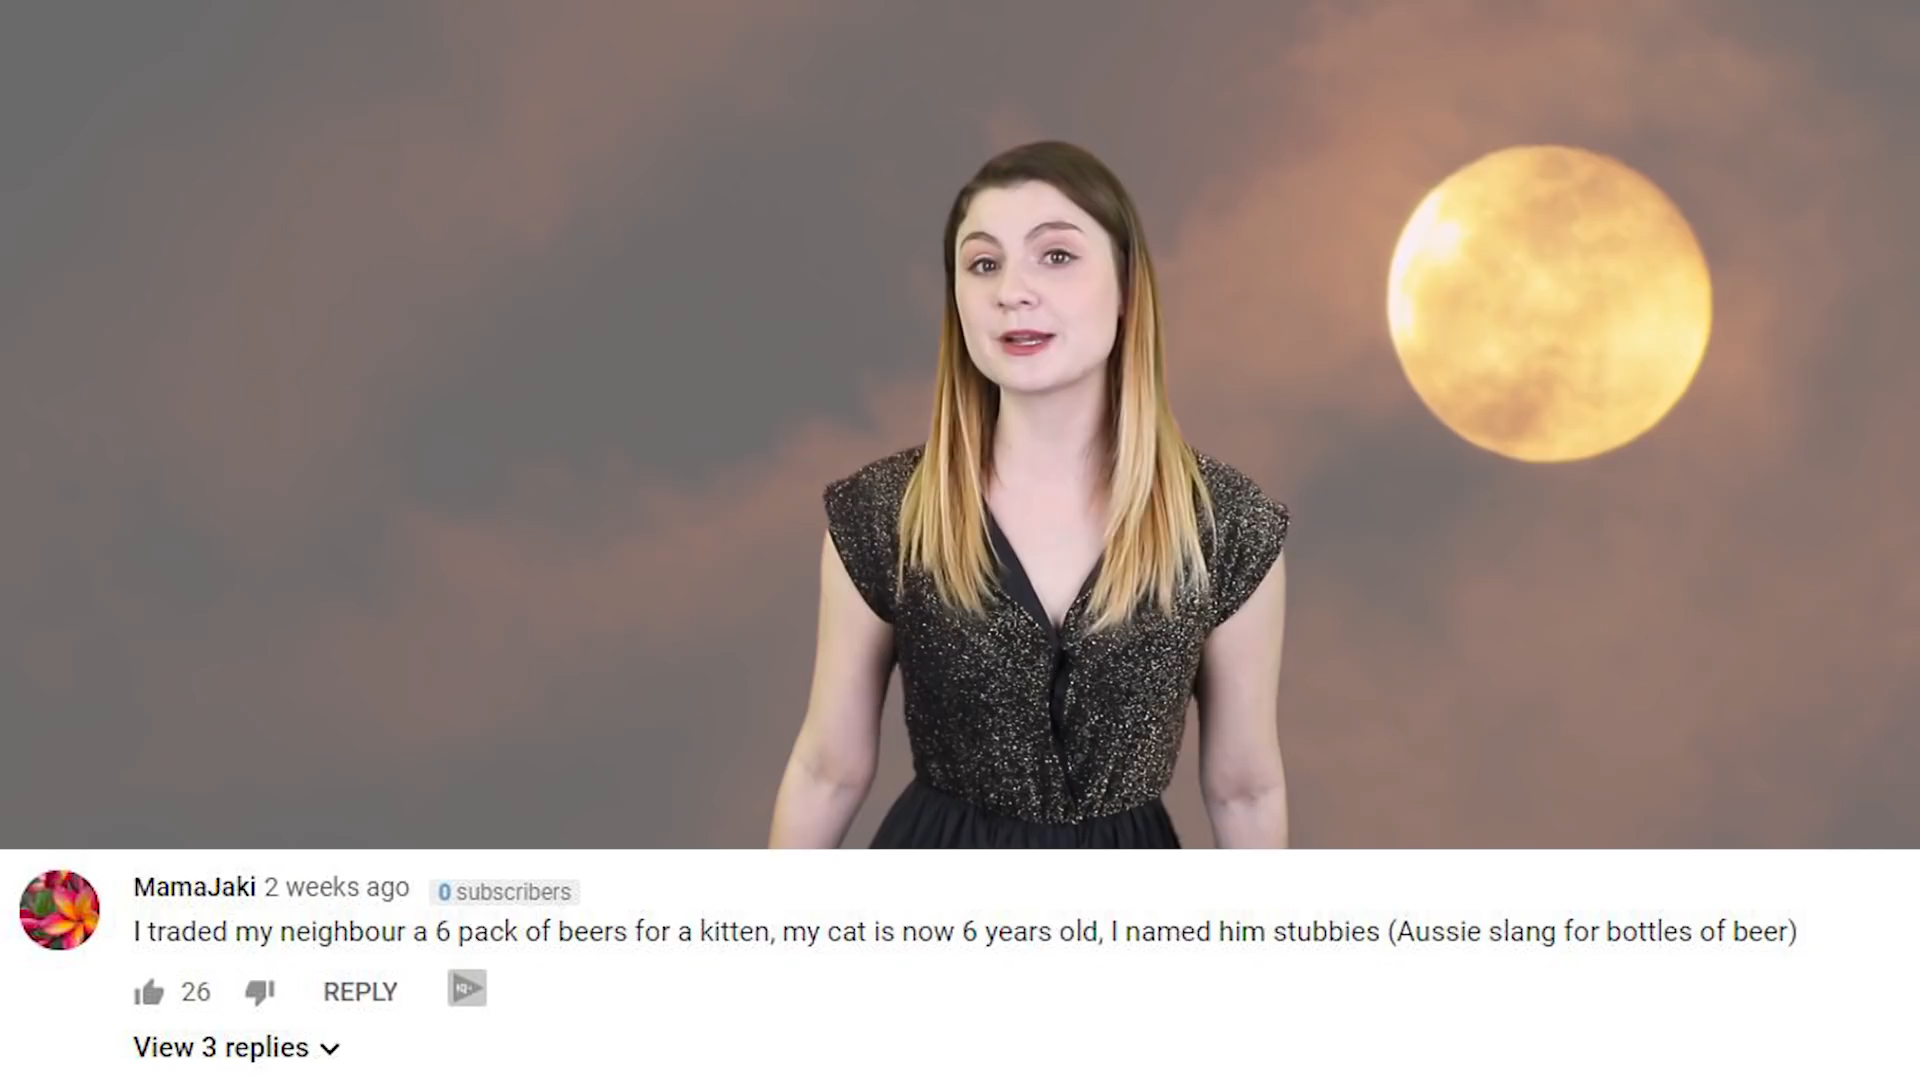 MamaJaki 2 weeks ago 0 subscribers
I traded my neighbour a 6 pack of beers for a kitten, my cat is now 6 years old, I named him stubbies (Aussie slang for bottles of beer)
26 REPLY IQ
View 3 replies